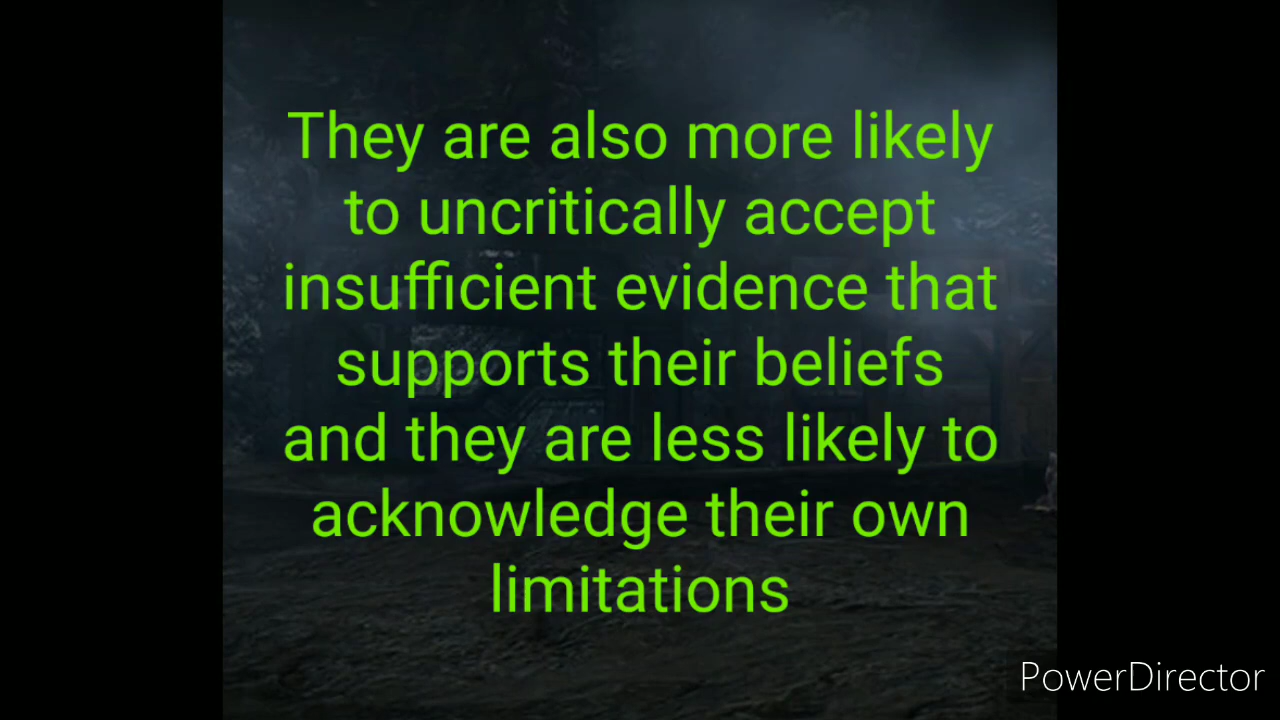 They are also more likely
to uncritically accept
insufficient evidence that
supports their beliefs
and they are less likely to
acknowledge their own
limitations
PowerDirector